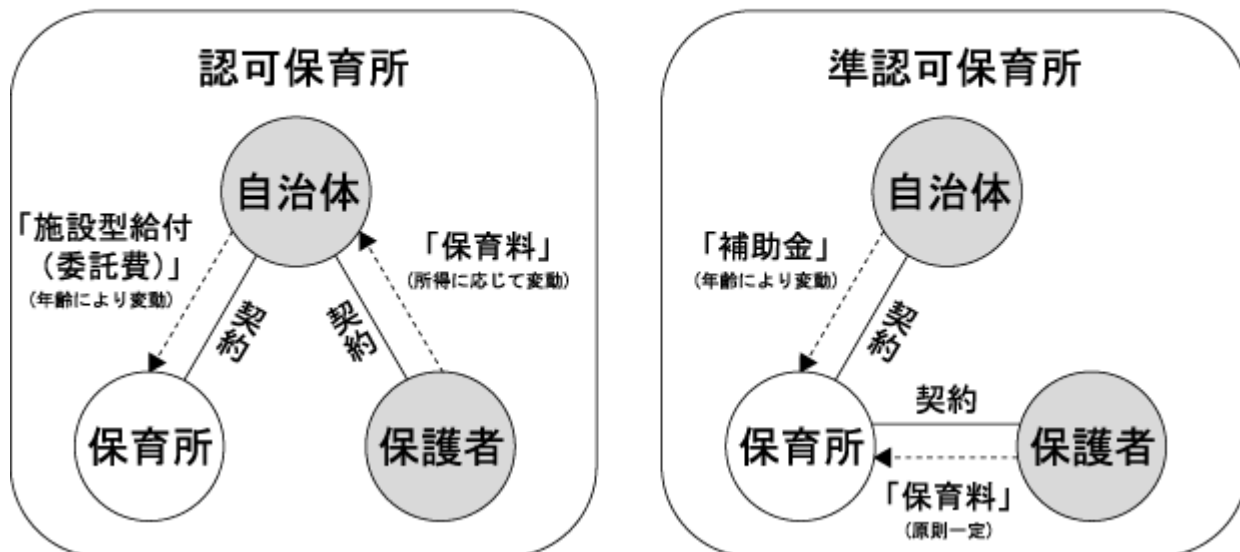 認可保育所
自治体
「施設型給付
(委託費)」
(年齢により変動)
「保育料」
(所得に応じて変動)
契約
契約
保育所
保護者
準認可保育所
自治体
「補助金」
(年齢により変動)
契約
契約
保育所
保護者
「保育料」
(原則一定)